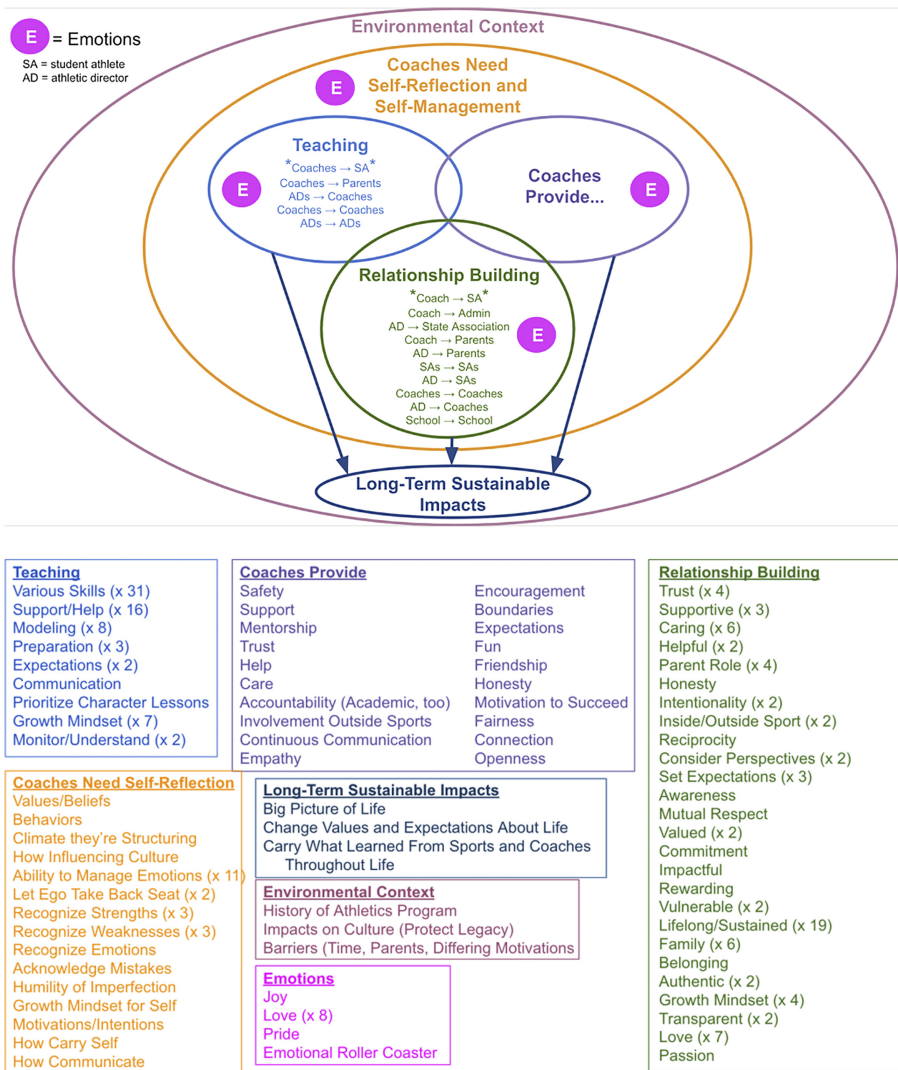 Environmental Context
E = Emotions
SA = student athlete
AD = athletic director
Coaches Need
Self-Reflection and
Self-Management
E
Teaching
*Coaches → SA*
Coaches → Parents
ADs → Coaches
Coaches → Coaches
ADs → ADs
E
Coaches
Provide...
E
Relationship Building
*Coach → SA*
Coach → Admin
AD → State Association
Coach → Parents
AD → Parents
SAs → SAs
AD → SAs
Coaches → Coaches
AD → Coaches
School → School
E
Long-Term Sustainable
Impacts
Teaching
Various Skills (x 31)
Support/Help (x 16)
Modeling (x 8)
Preparation (x 3)
Expectations (x 2)
Communication
Prioritize Character Lessons
Growth Mindset (x 7)
Monitor/Understand (x 2)
Coaches Provide
Safety
Support
Mentorship
Trust
Help
Care
Accountability (Academic, too)
Involvement Outside Sports
Continuous Communication
Empathy
Encouragement
Boundaries
Expectations
Fun
Friendship
Honesty
Motivation to Succeed
Fairness
Connection
Openness
Relationship Building
Trust (x 4)
Supportive (x 3)
Caring (x 6)
Helpful (x 2)
Parent Role (x 4)
Honesty
Intentionality (x 2)
Inside/Outside Sport (x 2)
Reciprocity
Consider Perspectives (x 2)
Set Expectations (x 3)
Awareness
Mutual Respect
Valued (x 2)
Commitment
Impactful
Rewarding
Vulnerable (x 2)
Lifelong/Sustained (x 19)
Family (x 6)
Belonging
Authentic (x 2)
Growth Mindset (x 4)
Transparent (x 2)
Love (x 7)
Passion
Coaches Need Self-Reflection
Values/Beliefs
Behaviors
Climate they're Structuring
How Influencing Culture
Ability to Manage Emotions (x 11)
Let Ego Take Back Seat (x 2)
Recognize Strengths (x 3)
Recognize Weaknesses (x 3)
Recognize Emotions
Acknowledge Mistakes
Humility of Imperfection
Growth Mindset for Self
Motivations/Intentions
How Carry Self
How Communicate
Long-Term Sustainable Impacts
Big Picture of Life
Change Values and Expectations About Life
Carry What Learned From Sports and Coaches
Throughout Life
Environmental Context
History of Athletics Program
Impacts on Culture (Protect Legacy)
Barriers (Time, Parents, Differing Motivations
Emotions
Joy
Love (x 8)
Pride
Emotional Roller Coaster